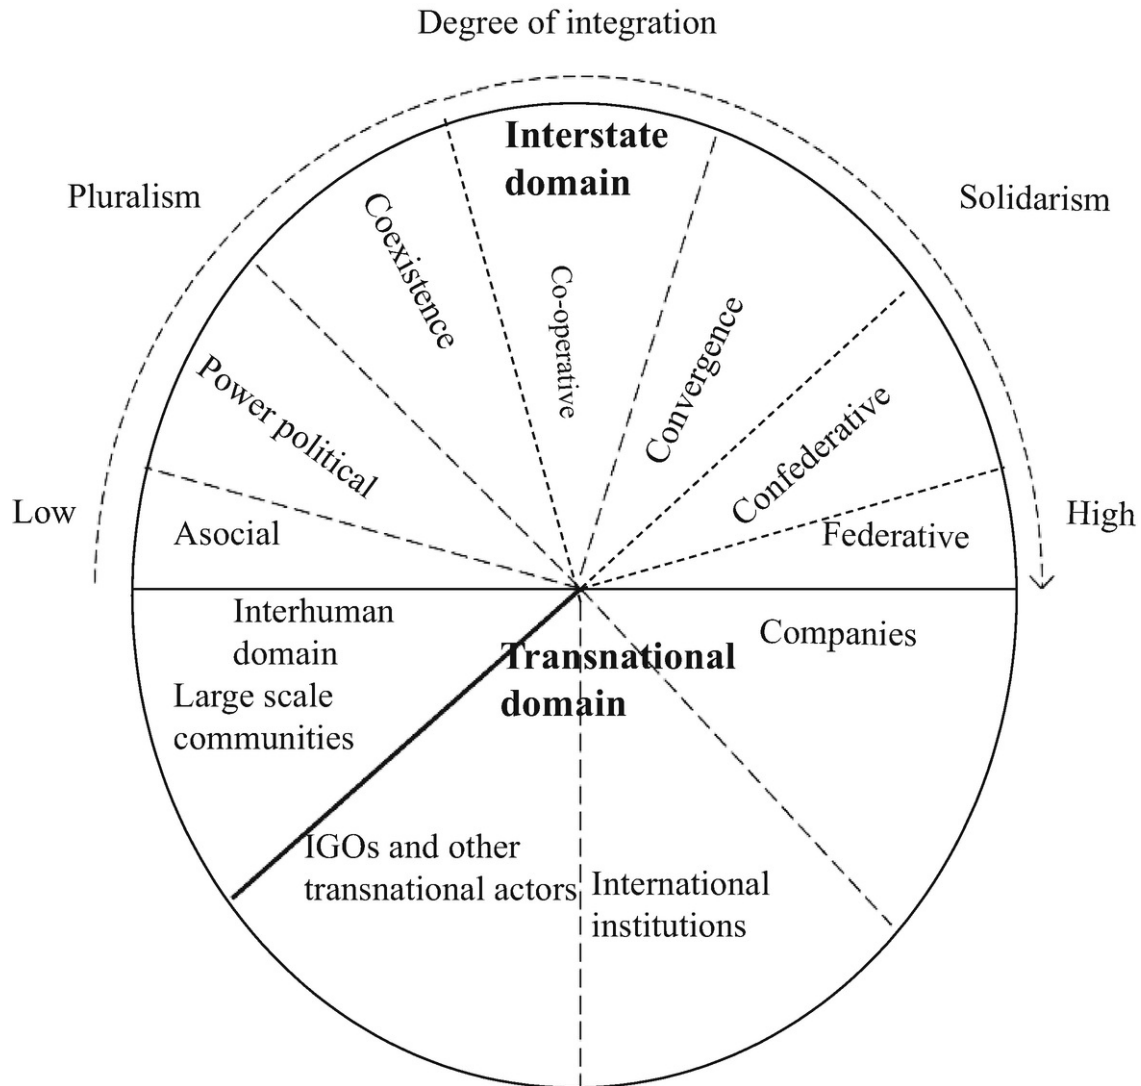 Degree of integration
Interstate
domain
Pluralism
Solidarism
Coexistence
Co-operative
Convergence
Power political
Confederative
Low
High
Asocial
Federative
Interhuman
domain
Large scale
communities
Transnational
domain
Companies
IGOs and other
transnational actors
International
institutions